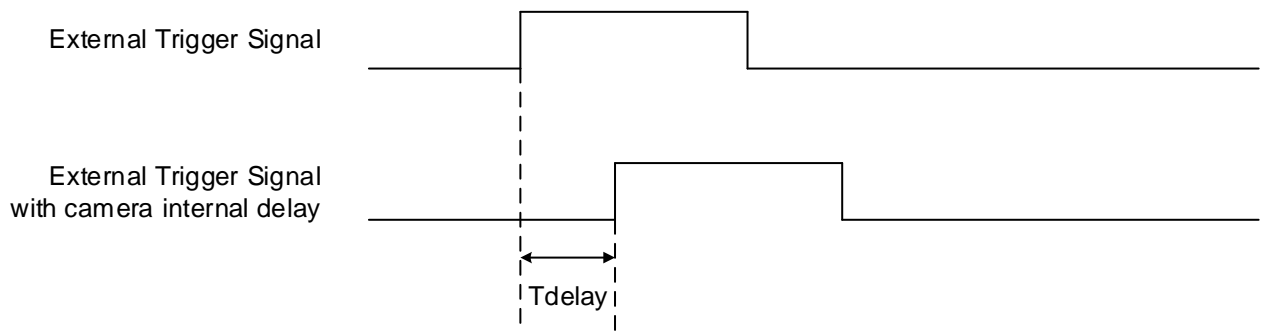 External Trigger Signal
External Trigger Signal
with camera internal delay
Tdelay